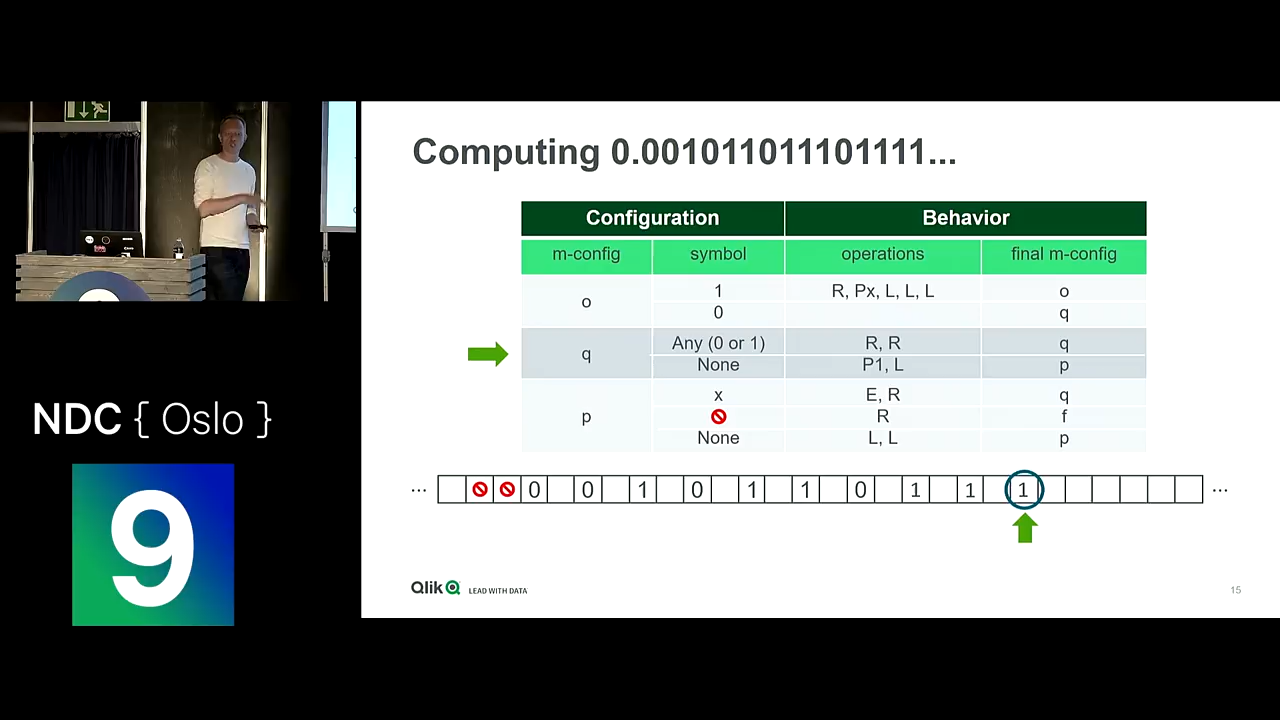 Computing 0.001011011101111...
Configuration Behavior
m-config symbol operations final m-config
o 1 R, Px, L, L, L o
0 q
q Any (0 or 1) R, R q
None P1, L p
p x E, R q
R f
None L, L p
... 0 0 1 0 1 1 0 1 1 1 ...
NDC { Oslo }
9
Qlik LEAD WITH DATA
15